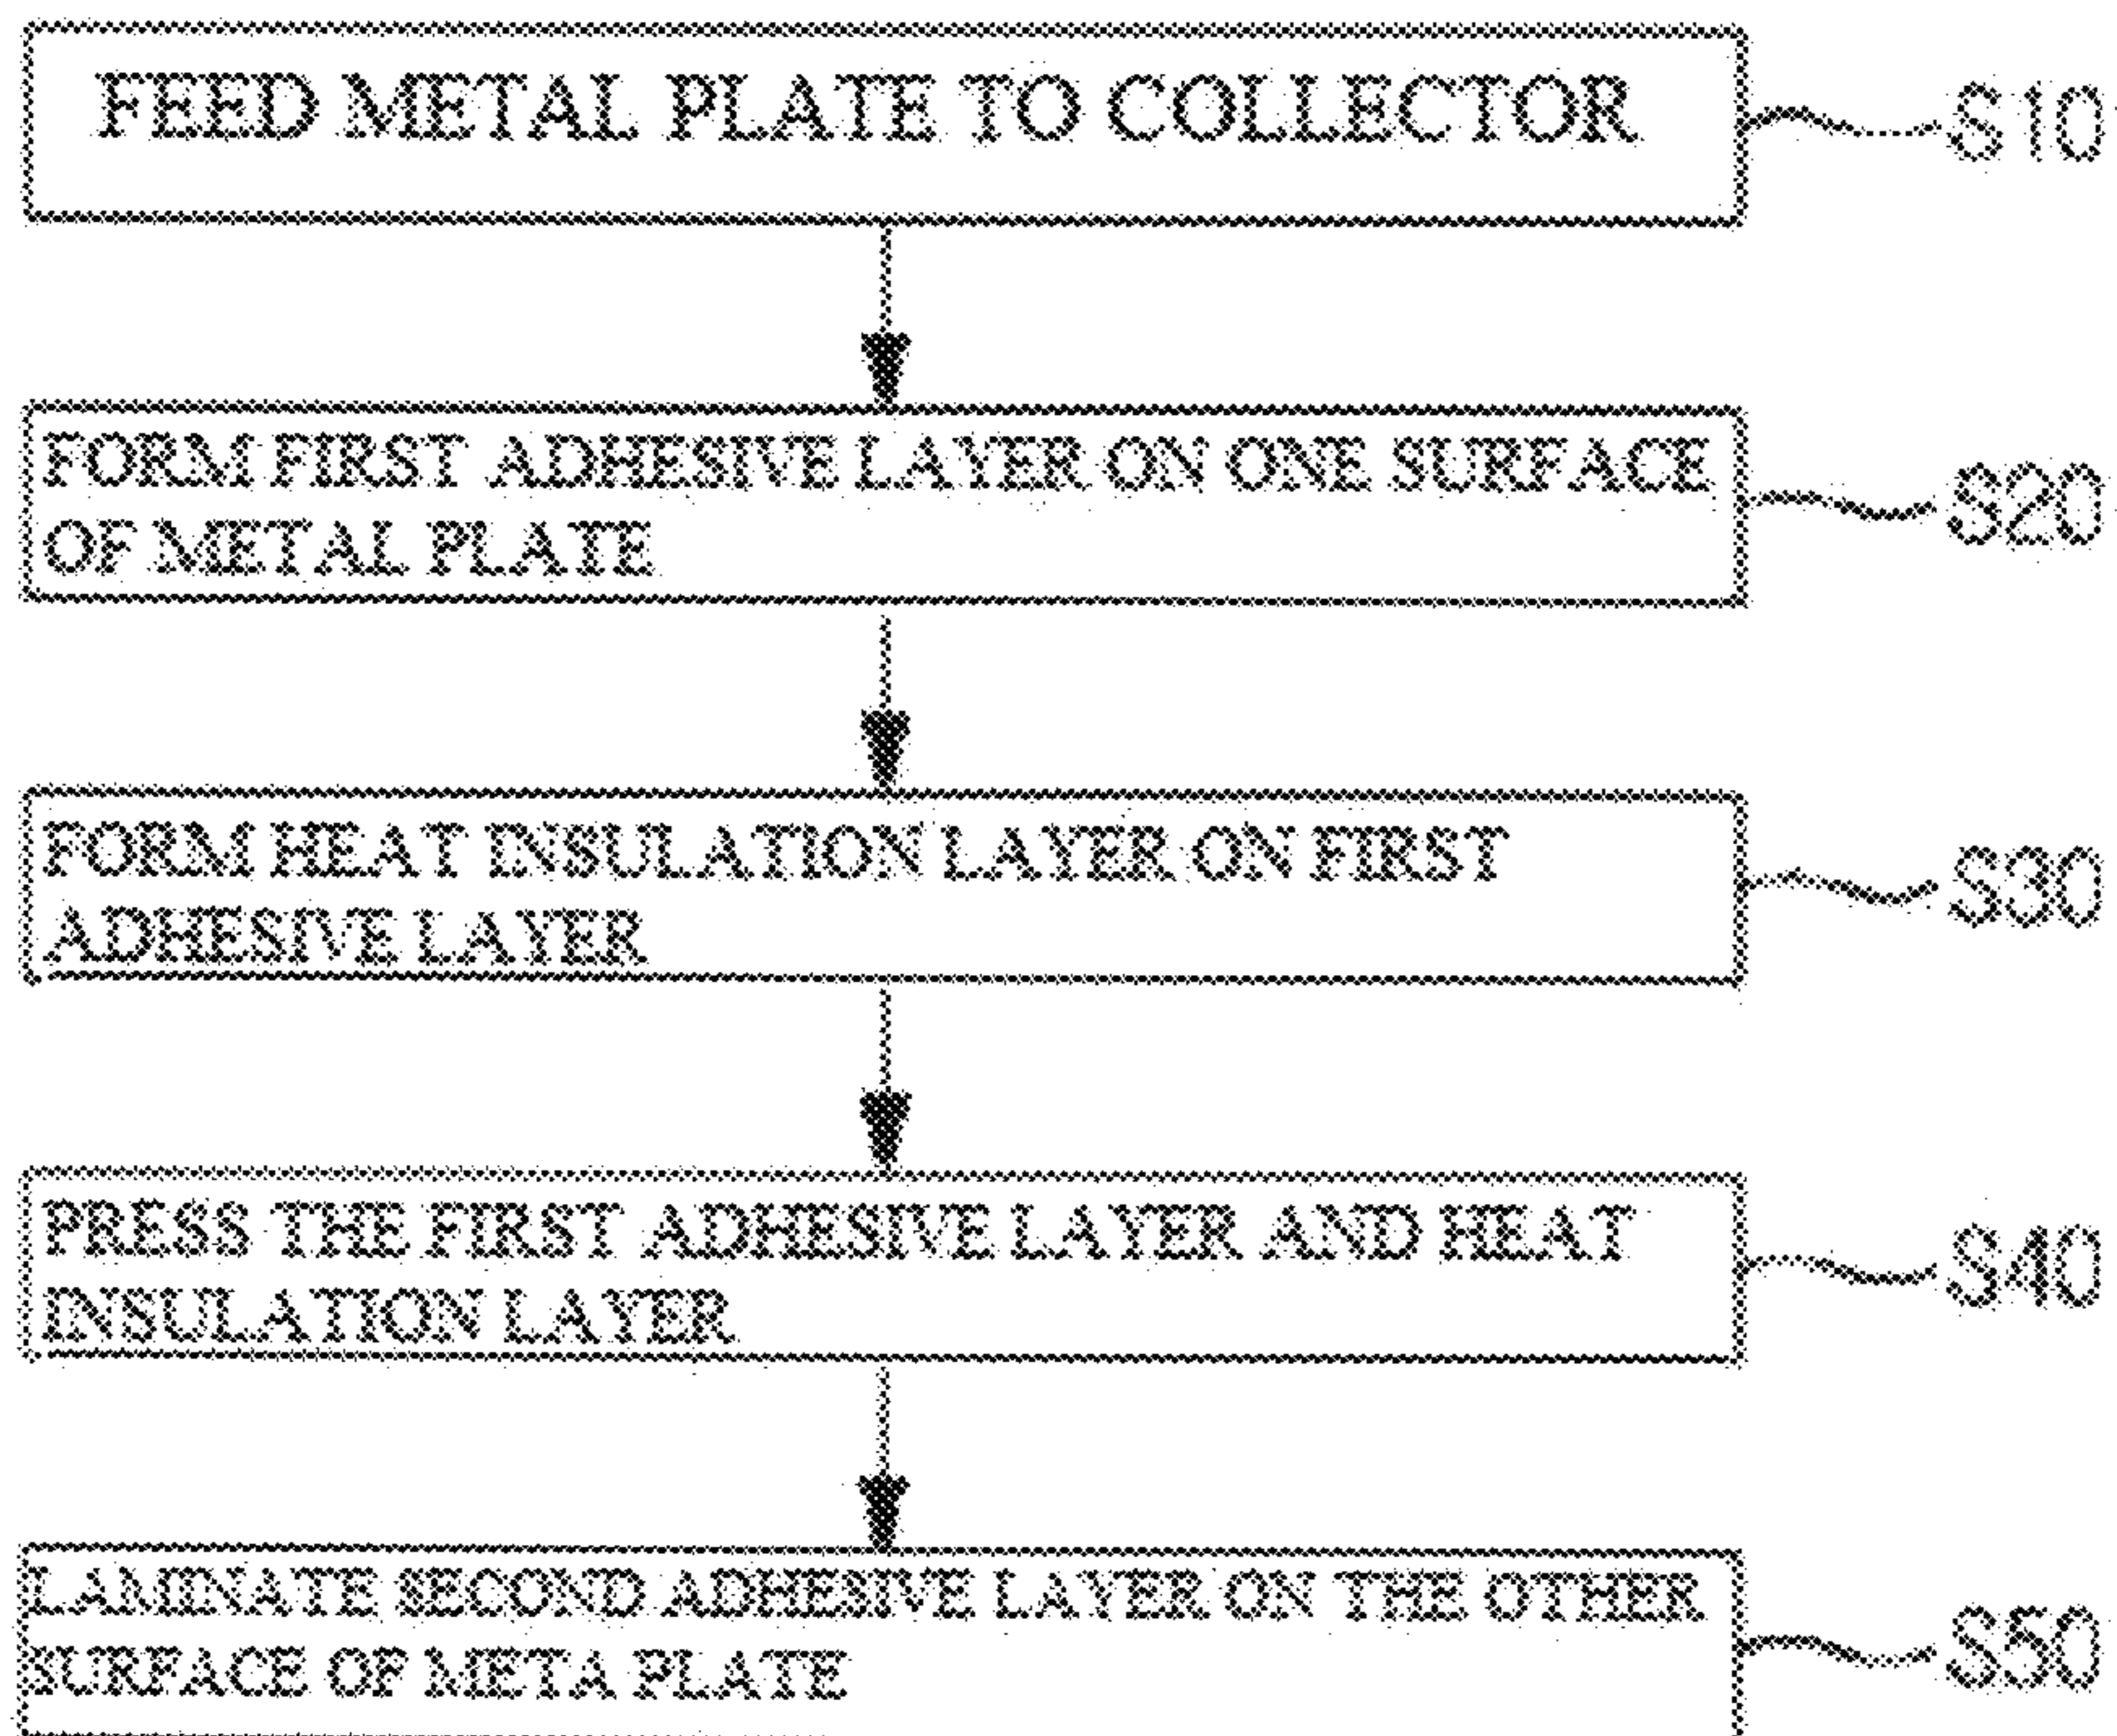 FEED METAL PLATE TO COLLECTOR
S10
FORM FIRST ADHESIVE LAYER ON ONE SURFACE
OF METAL PLATE
S20
FORM HEAT INSULATION LAYER ON FIRST
ADHESIVE LAYER
S30
PRESS THE FIRST ADHESIVE LAYER AND HEAT
INSULATION LAYER
S40
LAMINATE SECOND ADHESIVE LAYER ON THE OTHER
SURFACE OF META PLATE
S50